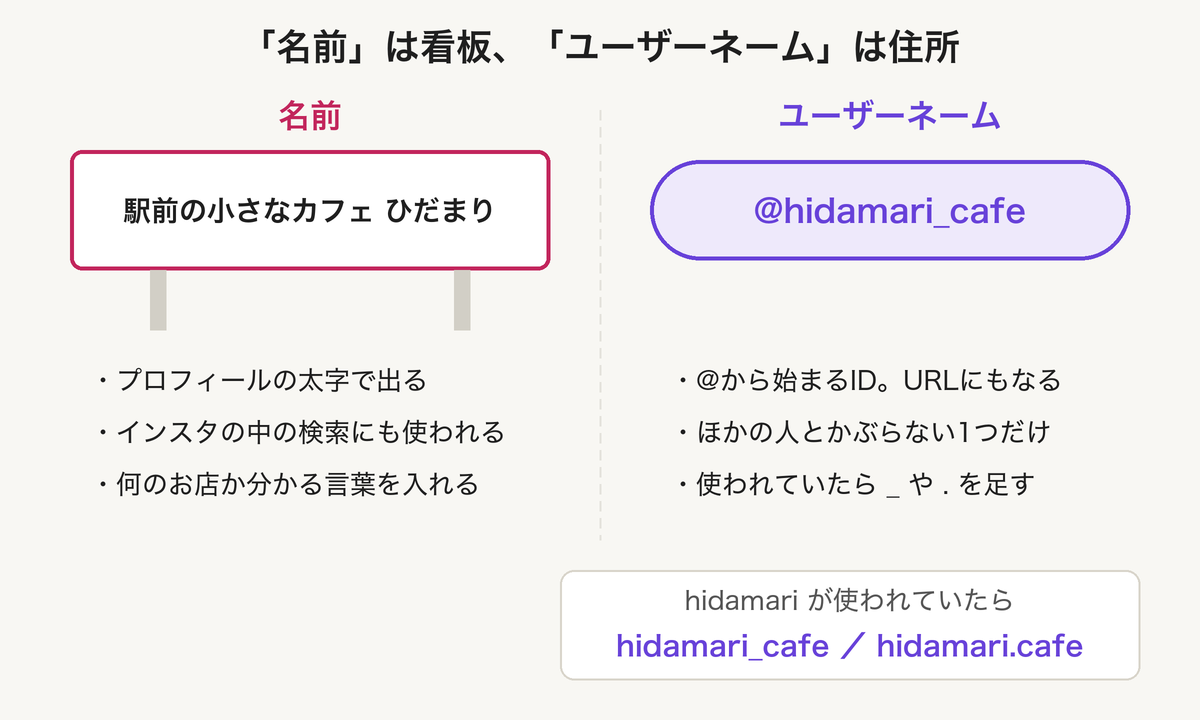 「名前」は看板、「ユーザーネーム」は住所
名前
駅前の小さなカフェ ひだまり
・プロフィールの太字で出る
・インスタの中の検索にも使われる
・何のお店か分かる言葉を入れる
ユーザーネーム
@hidamari_cafe
・@から始まるID。URLにもなる
・ほかの人とかぶらない1つだけ
・使われていたら _ や . を足す
hidamari が使われていたら
hidamari_cafe ／ hidamari.cafe